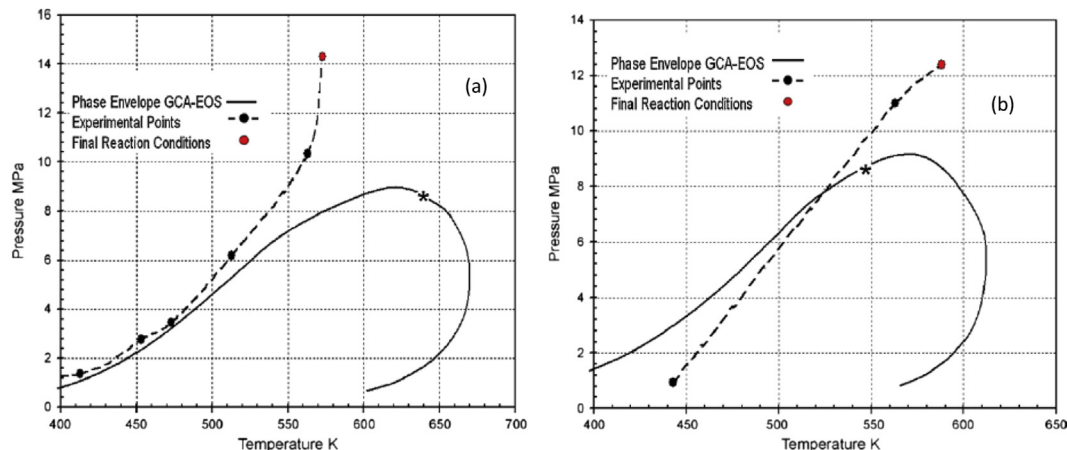 16
14
12
10
8
6
4
2
0
Pressure MPa
(a)
Phase Envelope GCA-EOS
Experimental Points
Final Reaction Conditions
*
400 450 500 550 600 650 700
Temperature K
14
12
10
8
6
4
2
0
Pressure MPa
(b)
Phase Envelope GCA-EOS
Experimental Points
Final Reaction Conditions
*
400 450 500 550 600 650
Temperature K